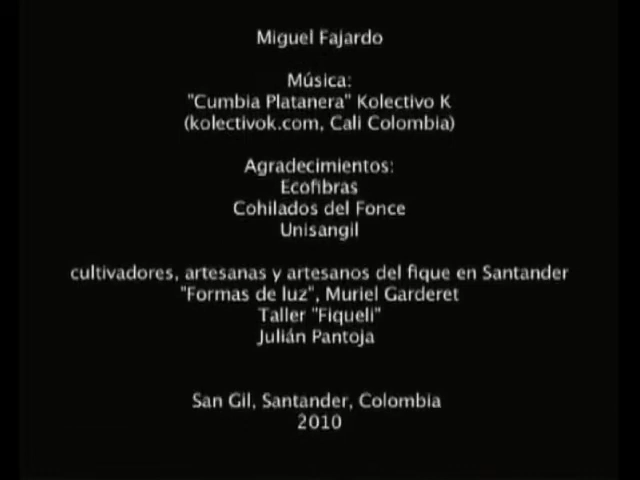 Miguel Fajardo
Música:
"Cumbia Platanera" Kolectivo K
(kolectivok.com, Cali Colombia)
Agradecimientos:
Ecofibras
Cohilados del Fonce
Unisangil
cultivadores, artesanas y artesanos del fique en Santander
"Formas de luz", Muriel Garderet
Taller "Fiqueli"
Julián Pantoja
San Gil, Santander, Colombia
2010